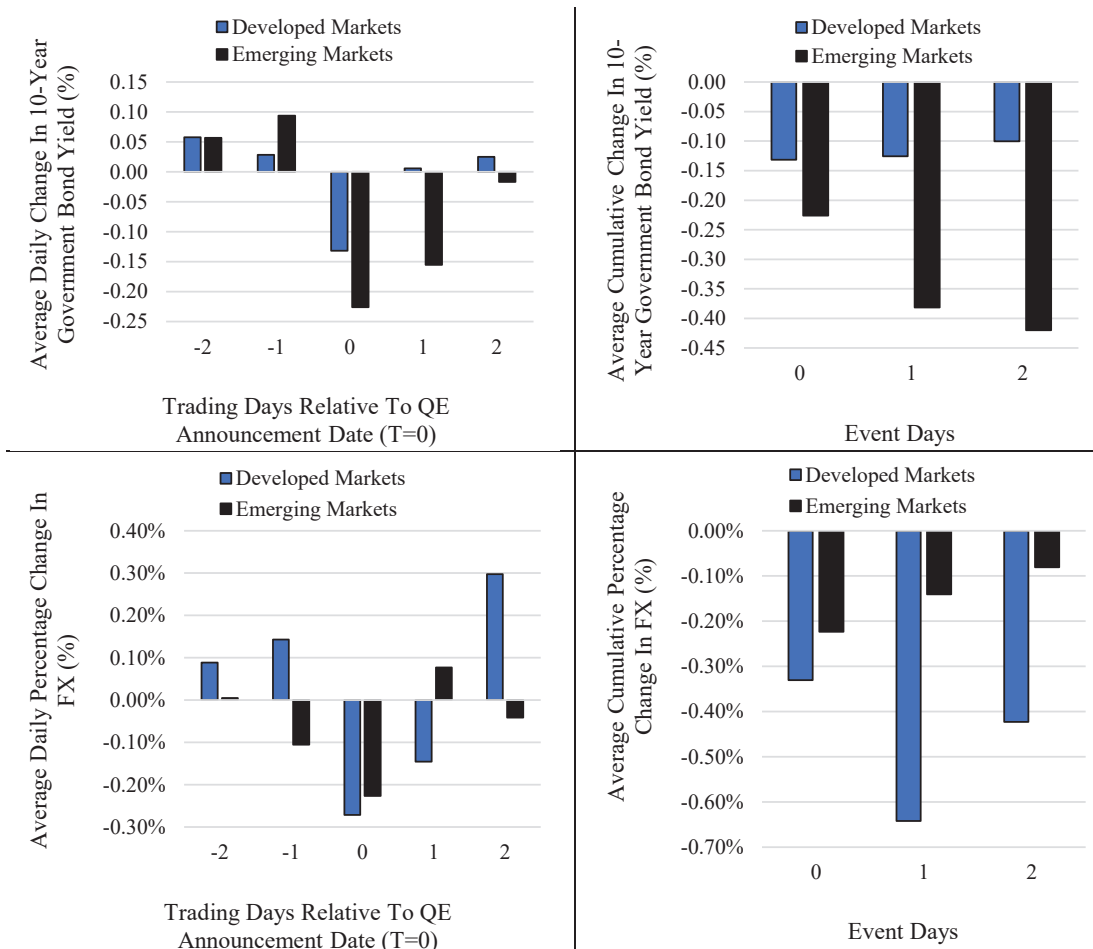 Developed Markets
Emerging Markets
Average Daily Change In 10-Year
Government Bond Yield (%)
0.15
0.10
0.05
0.00
-0.05
-0.10
-0.15
-0.20
-0.25
-2 -1 0 1 2
Trading Days Relative To QE
Announcement Date (T=0)
Developed Markets
Emerging Markets
Average Cumulative Change In 10-
Year Government Bond Yield (%)
0.00
-0.05
-0.10
-0.15
-0.20
-0.25
-0.30
-0.35
-0.40
-0.45
0 1 2
Event Days
Developed Markets
Emerging Markets
Average Daily Percentage Change In
FX (%)
0.40%
0.30%
0.20%
0.10%
0.00%
-0.10%
-0.20%
-0.30%
-2 -1 0 1 2
Trading Days Relative To QE
Announcement Date (T=0)
Developed Markets
Emerging Markets
Average Cumulative Percentage
Change In FX (%)
0.00%
-0.10%
-0.20%
-0.30%
-0.40%
-0.50%
-0.60%
-0.70%
0 1 2
Event Days